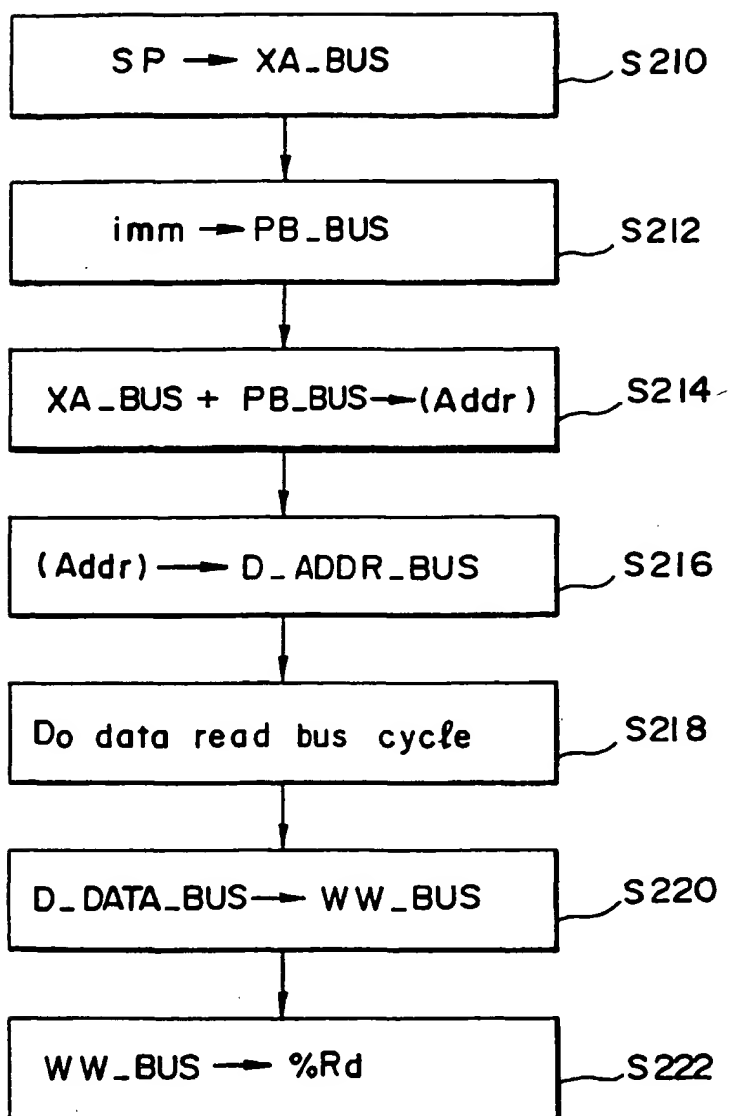 SP → XA_BUS S210
imm → PB_BUS S212
XA_BUS + PB_BUS → (Addr) S214
(Addr) → D_ADDR_BUS S216
Do data read bus cycle S218
D_DATA_BUS → WW_BUS S220
WW_BUS → %Rd S222